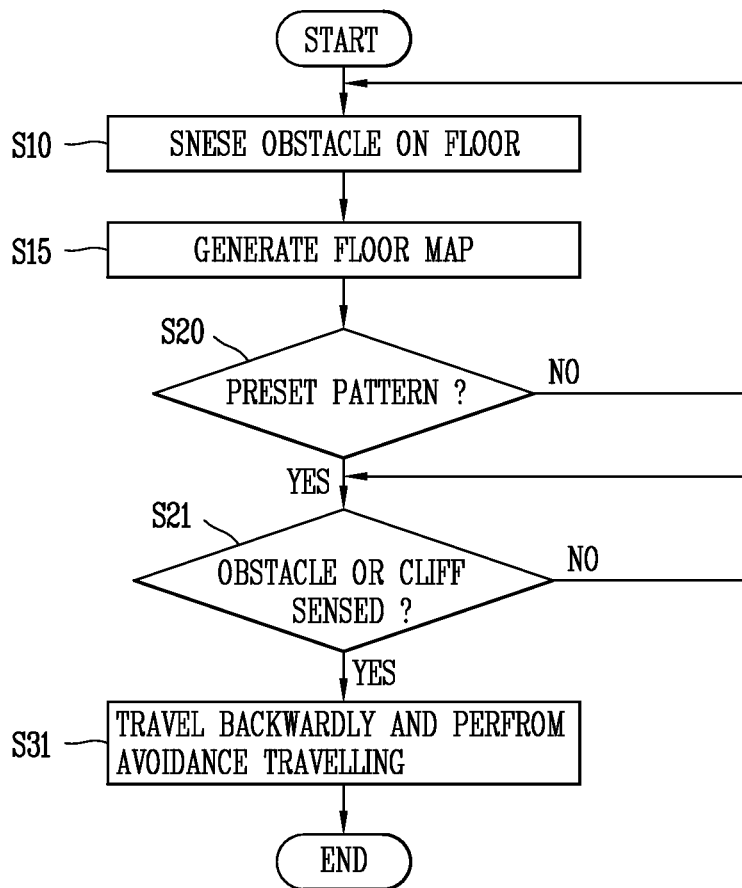 START
S10
SNESE OBSTACLE ON FLOOR
S15
GENERATE FLOOR MAP
S20
PRESET PATTERN ?
NO
YES
S21
OBSTACLE OR CLIFF
SENSED ?
NO
YES
S31
TRAVEL BACKWARDLY AND PERFROM
AVOIDANCE TRAVELLING
END